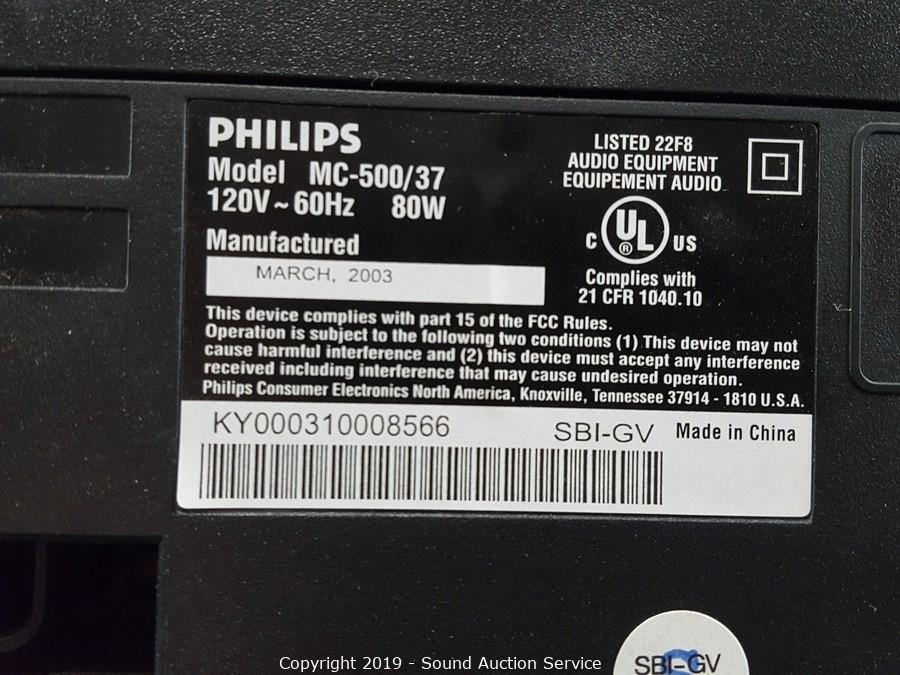 PHILIPS
Model MC-500/37
120V ~ 60Hz 80W
Manufactured
MARCH, 2003
LISTED 22F8
AUDIO EQUIPMENT
EQUIPEMENT AUDIO
C UL ® US
Complies with
21 CFR 1040.10
This device complies with part 15 of the FCC Rules.
Operation is subject to the following two conditions (1) This device may not
cause harmful interference and (2) this device must accept any interference
received including interference that may cause undesired operation.
Philips Consumer Electronics North America, Knoxville, Tennessee 37914 - 1810 U.S.A.
KY000310008566 SBI-GV Made in China
SBI-GV
Copyright 2019 - Sound Auction Service